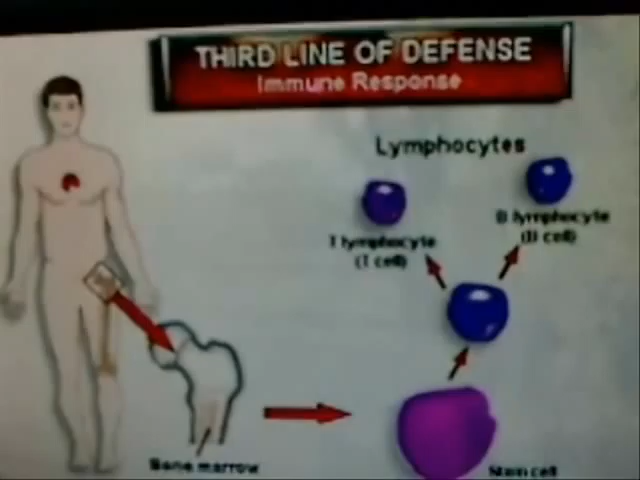 THIRD LINE OF DEFENSE
Immune Response
Lymphocytes
B lymphocyte
(B cell)
T lymphocyte
(T cell)
Bone marrow
Stem cell